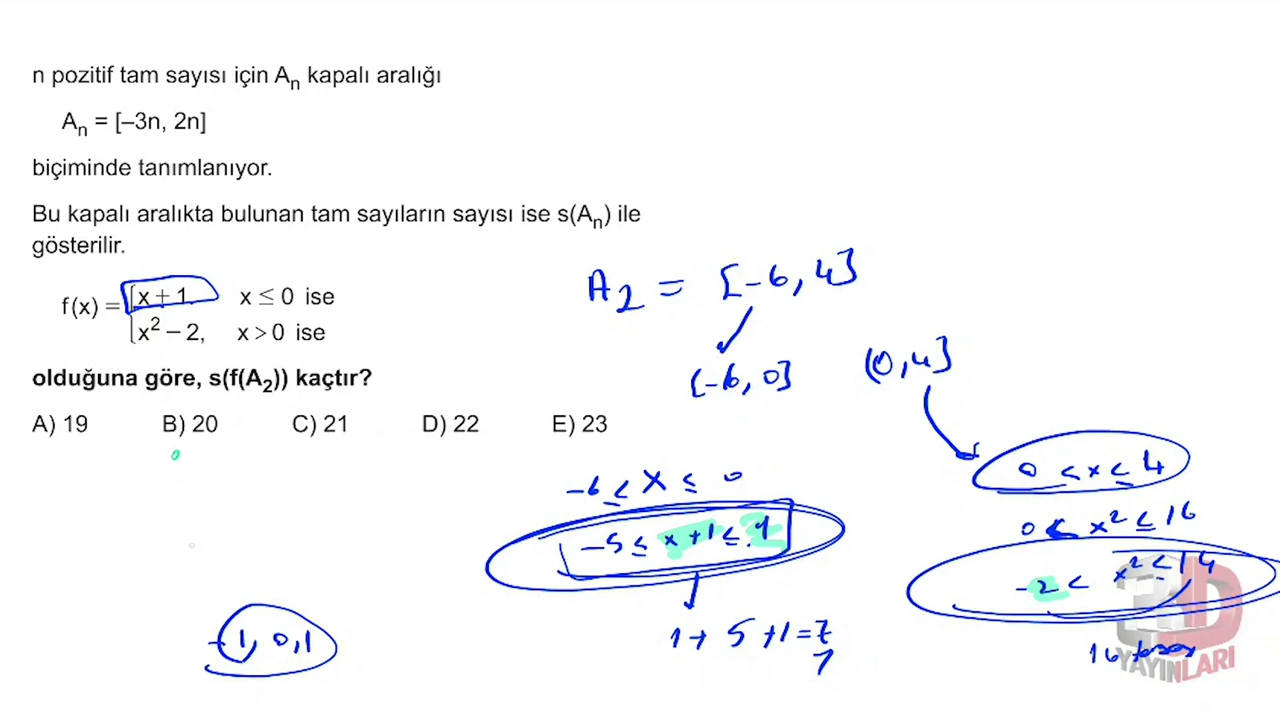 n pozitif tam sayısı için Aₙ kapalı aralığı
Aₙ = [–3n, 2n]
biçiminde tanımlanıyor.
Bu kapalı aralıkta bulunan tam sayıların sayısı ise s(Aₙ) ile
gösterilir.
f(x) = { x + 1, x ≤ 0 ise
x² – 2, x > 0 ise
olduğuna göre, s(f(A₂)) kaçtır?
A) 19 B) 20 C) 21 D) 22 E) 23
A₂ = [-6, 4]
[-6, 0] (0, 4]
0 < x ≤ 4
-6 ≤ x ≤ 0
0 < x² ≤ 16
-5 ≤ x + 1 ≤ 1
-2 < x² ≤ 14
1 + 5 + 1 = 7
7
-1, 0, 1
16
YAYINLARI